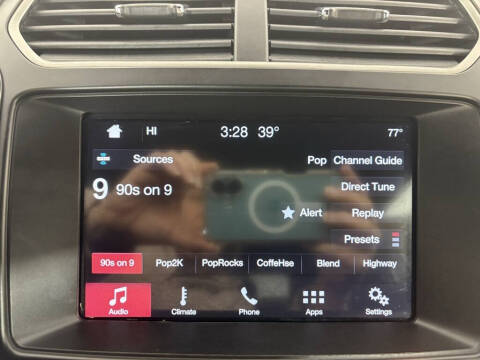 HI 3:28 39° 77°
Sources Pop Channel Guide
9 90s on 9 Direct Tune
Alert Replay
Presets
90s on 9 Pop2K PopRocks CoffeHse Blend Highway
Audio Climate Phone Apps Settings